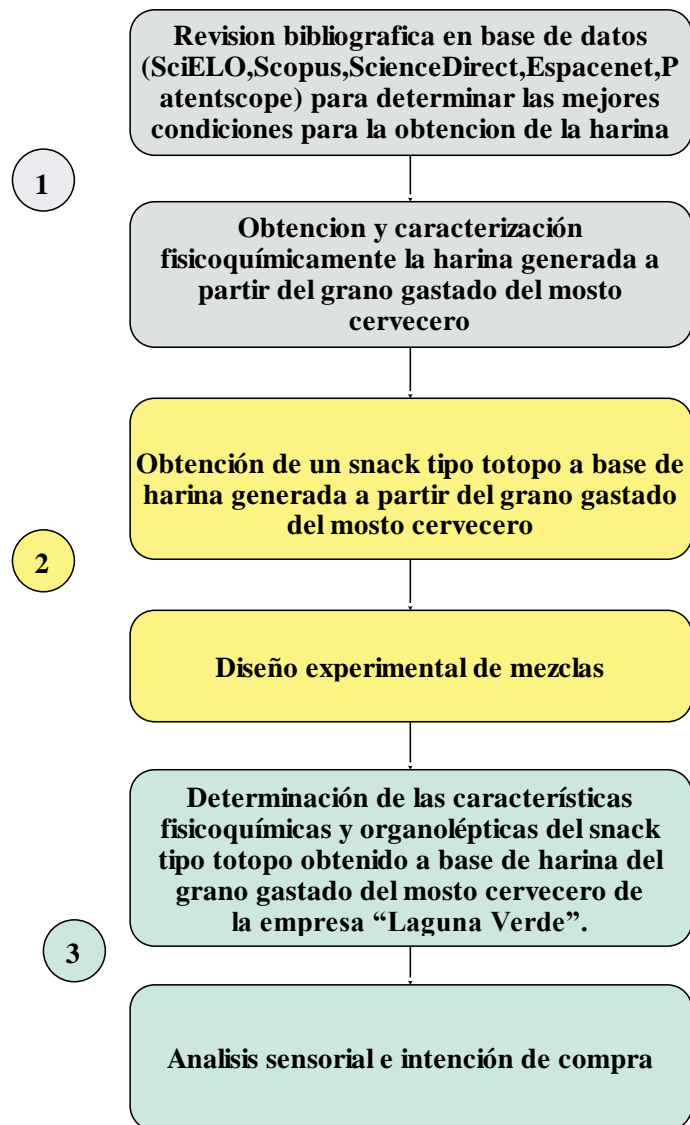 Revision bibliografica en base de datos
(SciELO,Scopus,ScienceDirect,Espacenet,P
atentscope) para determinar las mejores
condiciones para la obtencion de la harina
1
Obtencion y caracterización
fisicoquímicamente la harina generada a
partir del grano gastado del mosto
cervecero
Obtención de un snack tipo totopo a base de
harina generada a partir del grano gastado
del mosto cervecero
2
Diseño experimental de mezclas
Determinación de las características
fisicoquímicas y organolépticas del snack
tipo totopo obtenido a base de harina del
grano gastado del mosto cervecero de
la empresa “Laguna Verde”.
3
Analisis sensorial e intención de compra